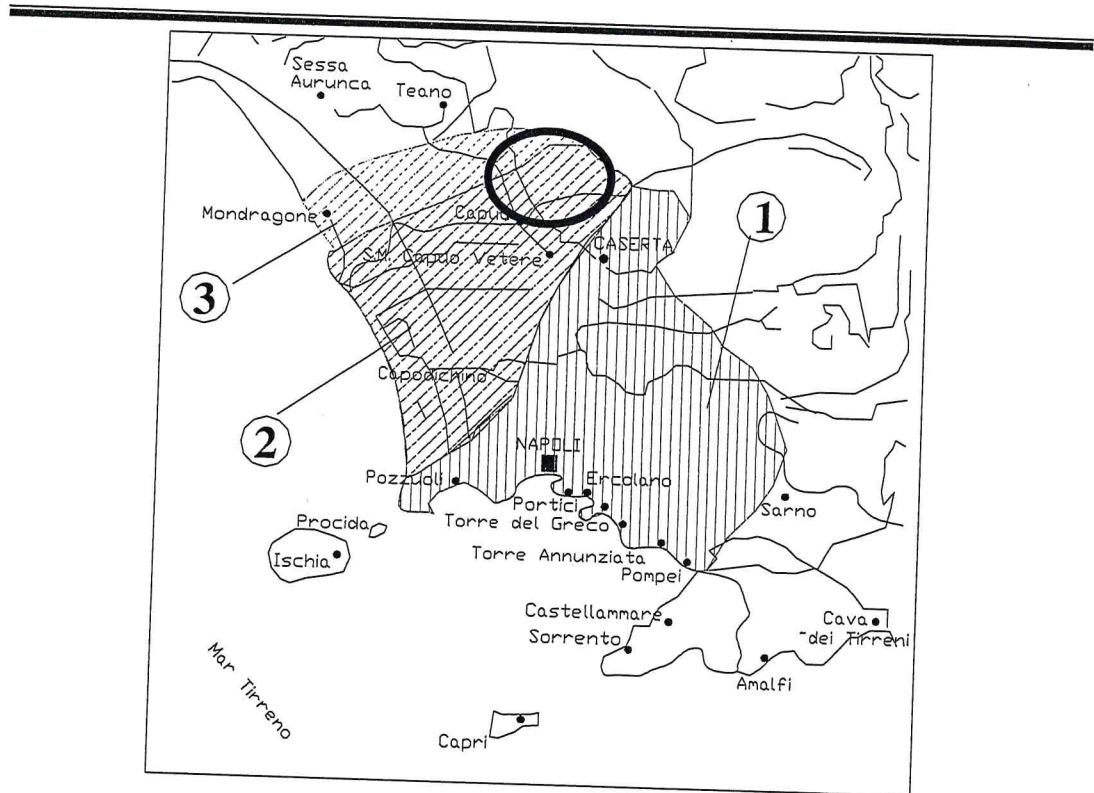 Sessa
Aurunca
Teano
Mondragone
Capua
1
S.M. Capua Vetere
CASERTA
3
Capodichino
2
NAPOLI
Pozzuoli
Ercolano
Portici
Sarno
Torre del Greco
Procida
Ischia
Torre Annunziata
Pompei
Castellammare
Cava
dei Tirreni
Sorrento
Mar Tirreno
Amalfi
Capri